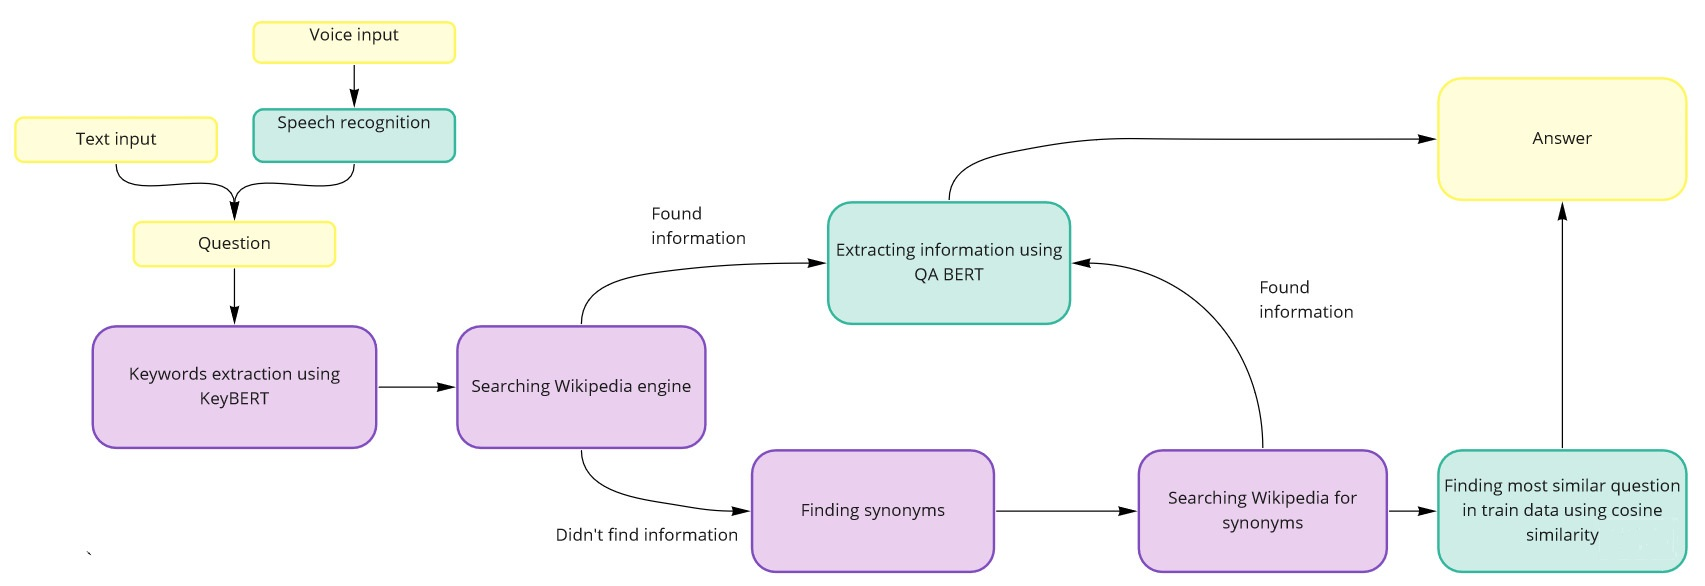 Voice input
Speech recognition
Text input
Question
Keywords extraction using
KeyBERT
Searching Wikipedia engine
Found
information
Didn't find information
Extracting information using
QA BERT
Finding synonyms
Searching Wikipedia for
synonyms
Found
information
Finding most similar question
in train data using cosine
similarity
Answer